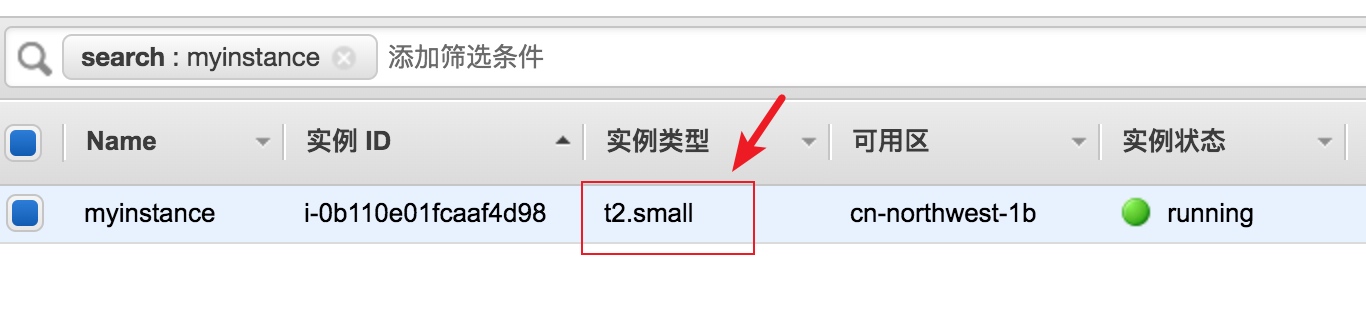 search : myinstance 添加筛选条件
Name 实例 ID 实例类型 可用区 实例状态
myinstance i-0b110e01fcaaf4d98 t2.small cn-northwest-1b running